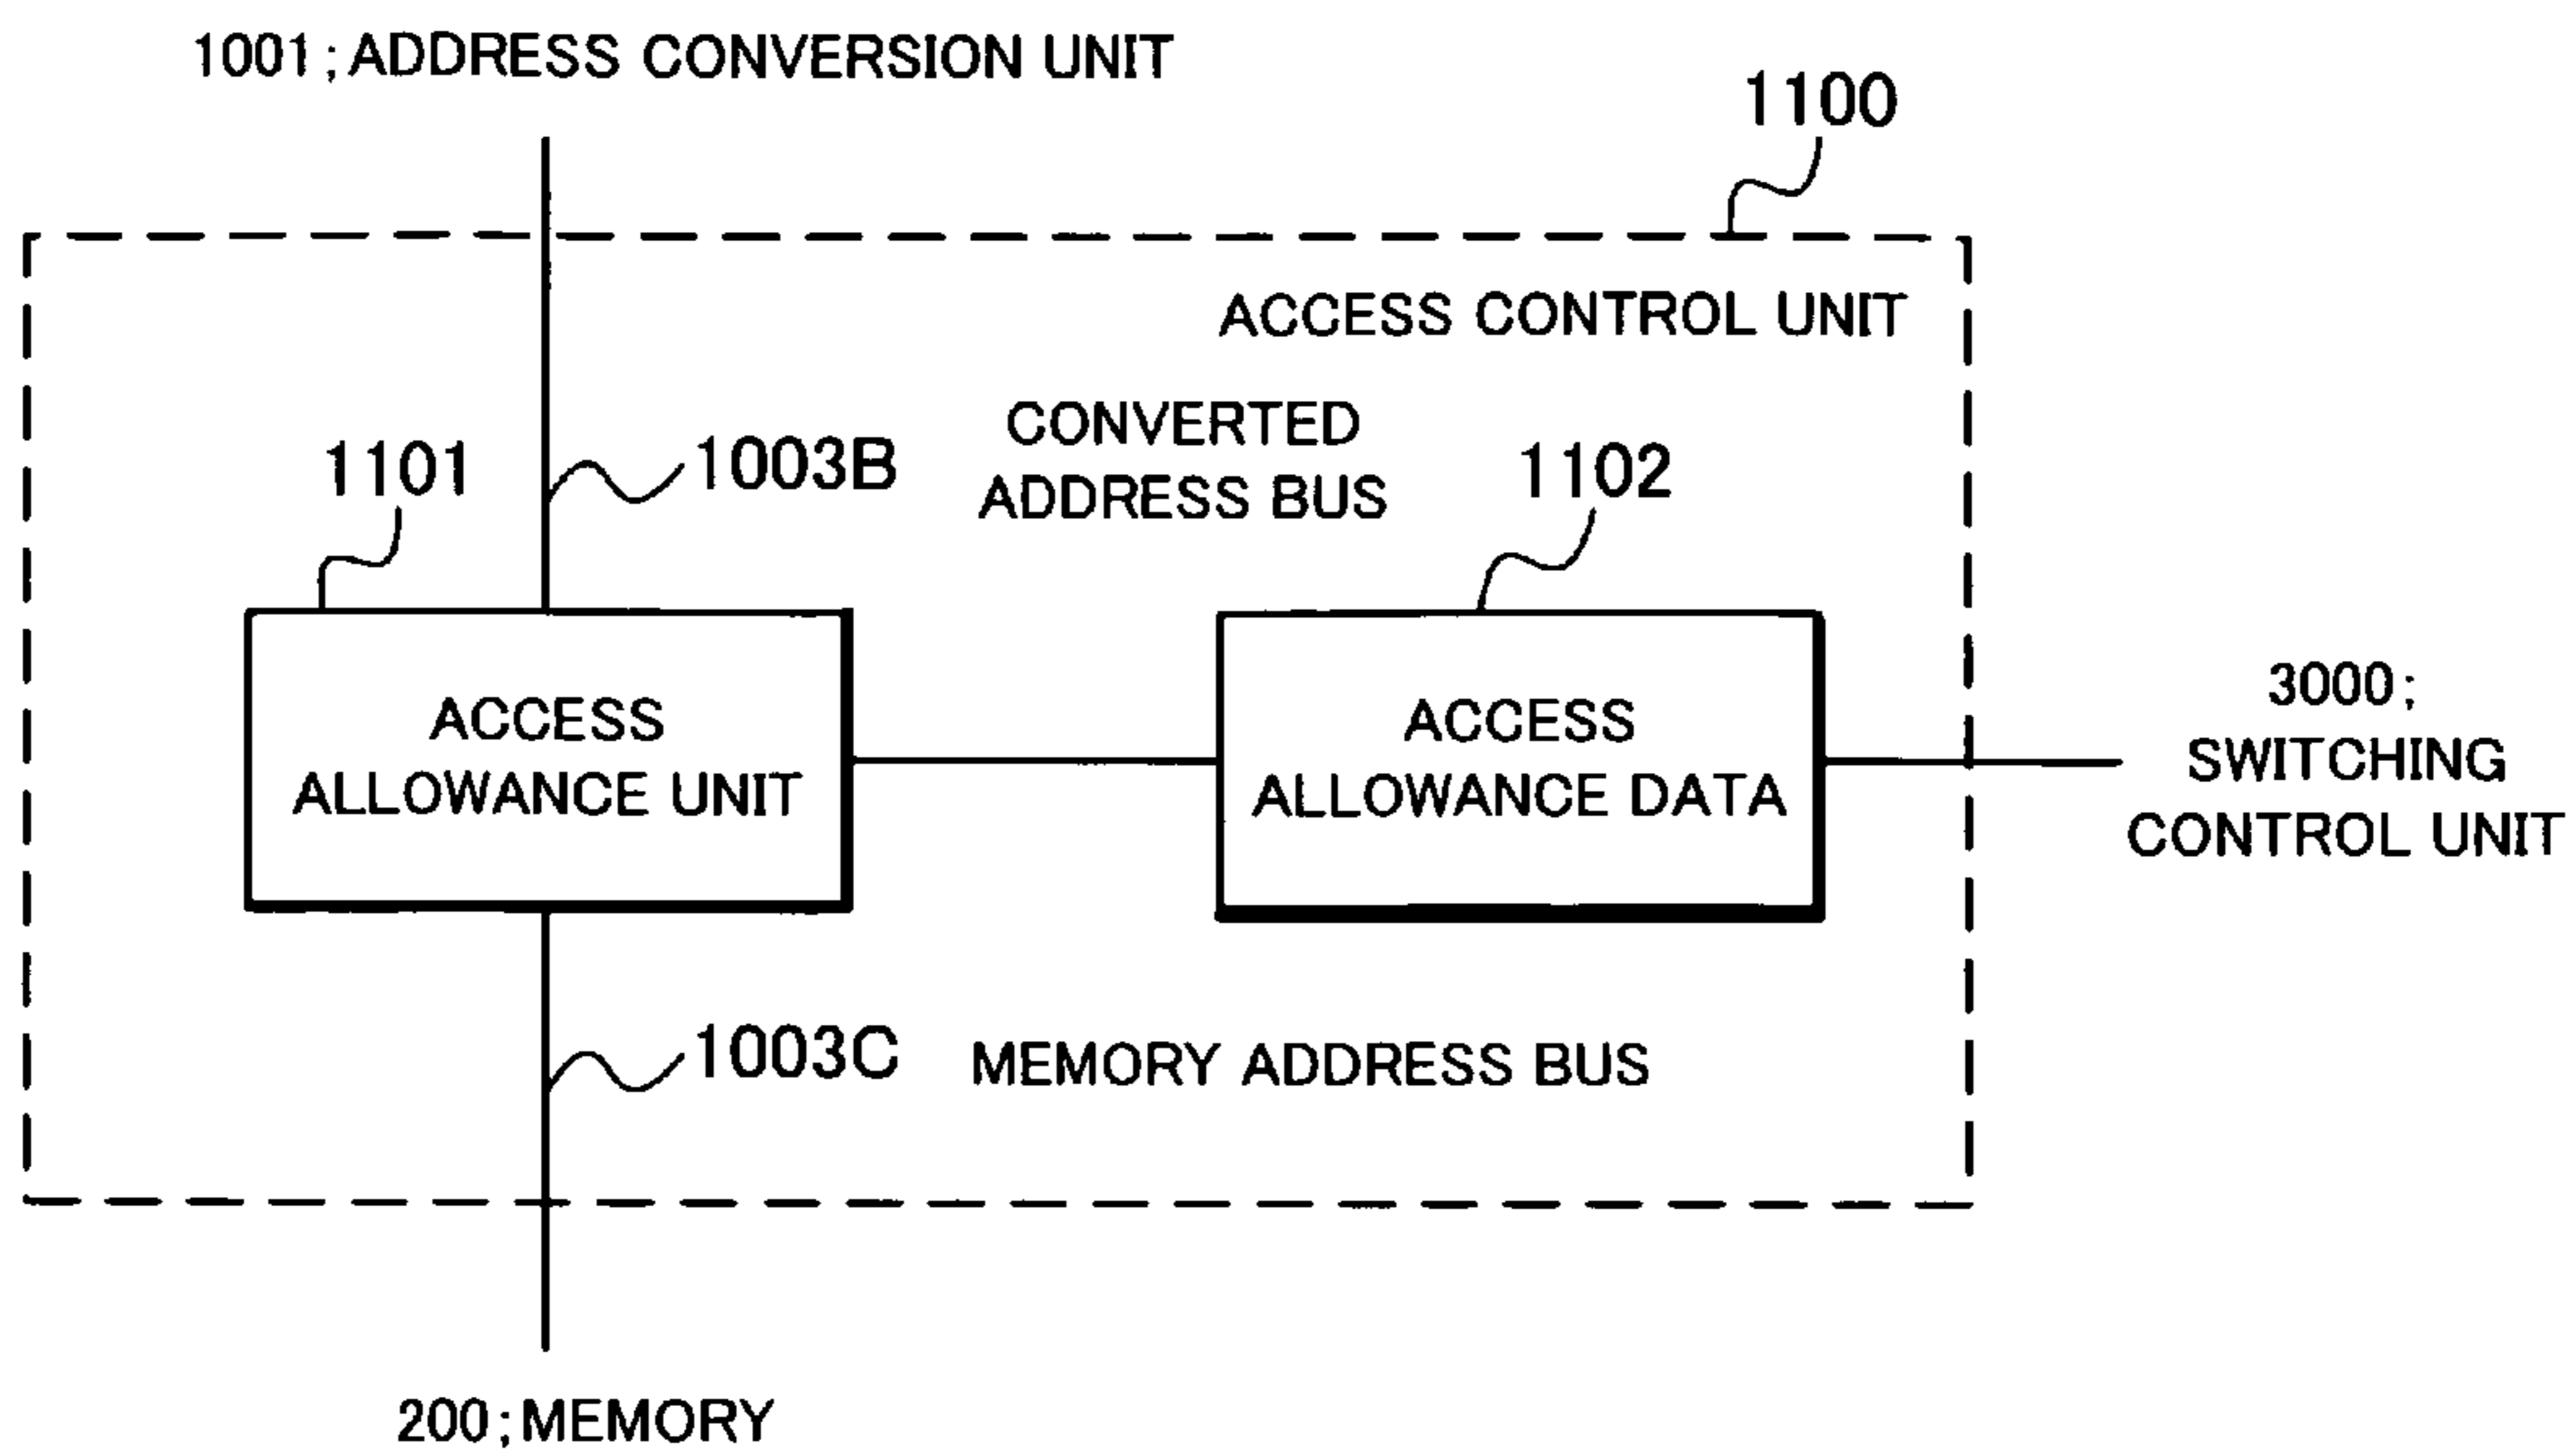 1001;ADDRESS CONVERSION UNIT
1100
ACCESS CONTROL UNIT
CONVERTED
ADDRESS BUS
1101
1003B
1102
ACCESS
ALLOWANCE UNIT
ACCESS
ALLOWANCE DATA
3000;
SWITCHING
CONTROL UNIT
1003C
MEMORY ADDRESS BUS
200;MEMORY